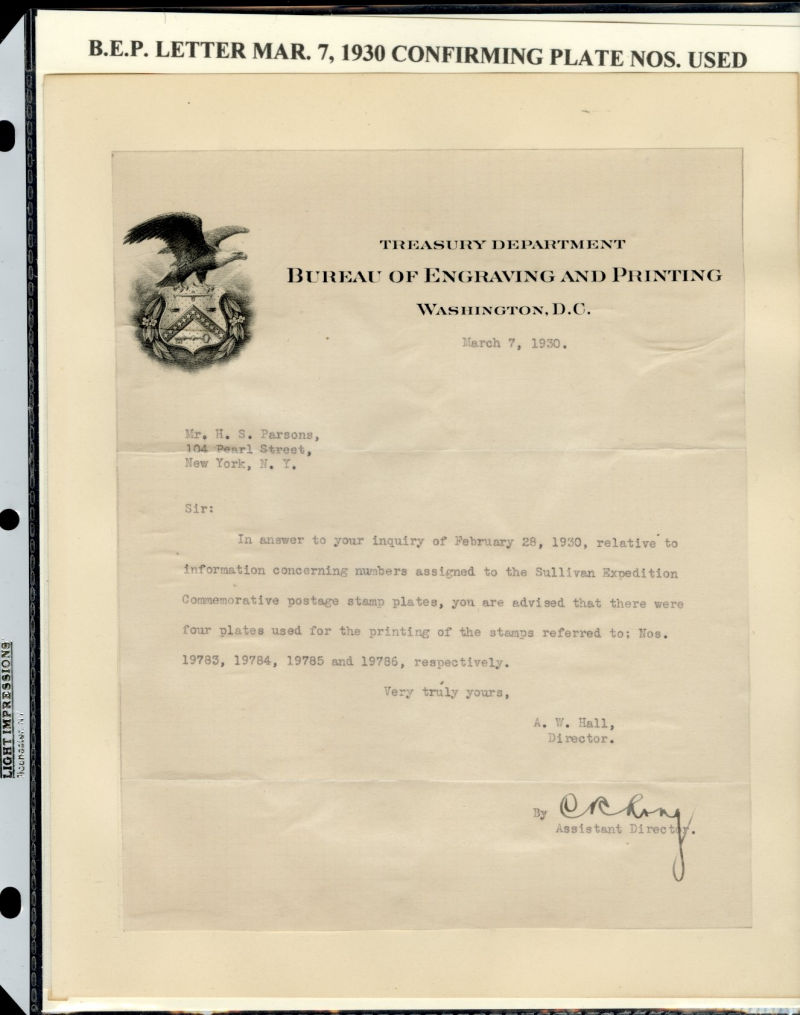 B.E.P. LETTER MAR. 7, 1930 CONFIRMING PLATE NOS. USED
TREASURY DEPARTMENT
BUREAU OF ENGRAVING AND PRINTING
WASHINGTON, D.C.
March 7, 1930.
Mr. H. S. Parsons,
104 Pearl Street,
New York, N. Y.
Sir:
In answer to your inquiry of February 28, 1930, relative to
information concerning numbers assigned to the Sullivan Expedition
Commemorative postage stamp plates, you are advised that there were
four plates used for the printing of the stamps referred to: Nos.
19783, 19784, 19785 and 19786, respectively.
Very truly yours,
A. W. Hall,
Director.
By C R Long
Assistant Director.
LIGHT IMPRESSIONS